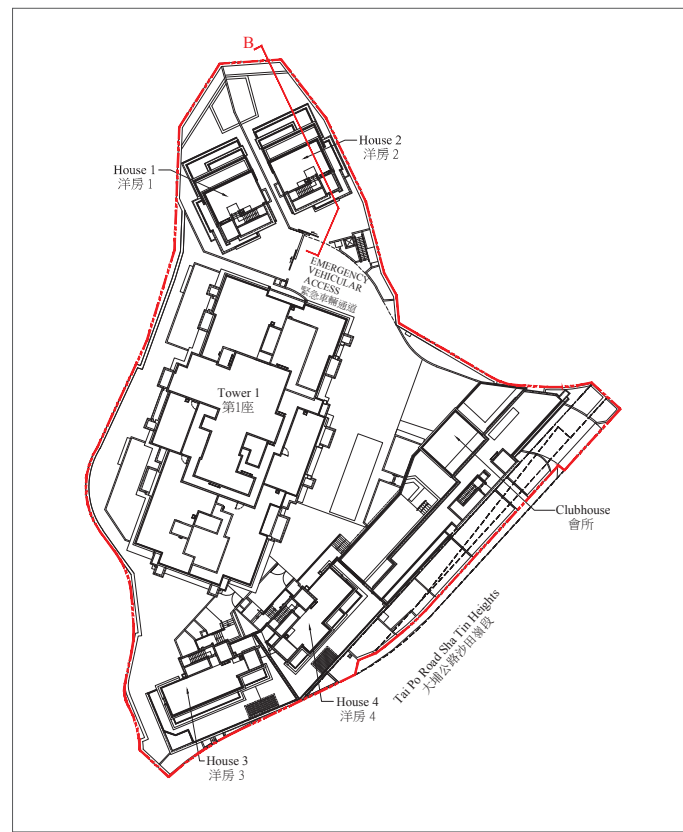 B
House 2
洋房 2
House 1
洋房 1
EMERGENCY
VEHICULAR
ACCESS
緊急車輛通道
Tower 1
第1座
Clubhouse
會所
Tai Po Road Sha Tin Heights
大埔公路沙田嶺段
House 4
洋房 4
House 3
洋房 3